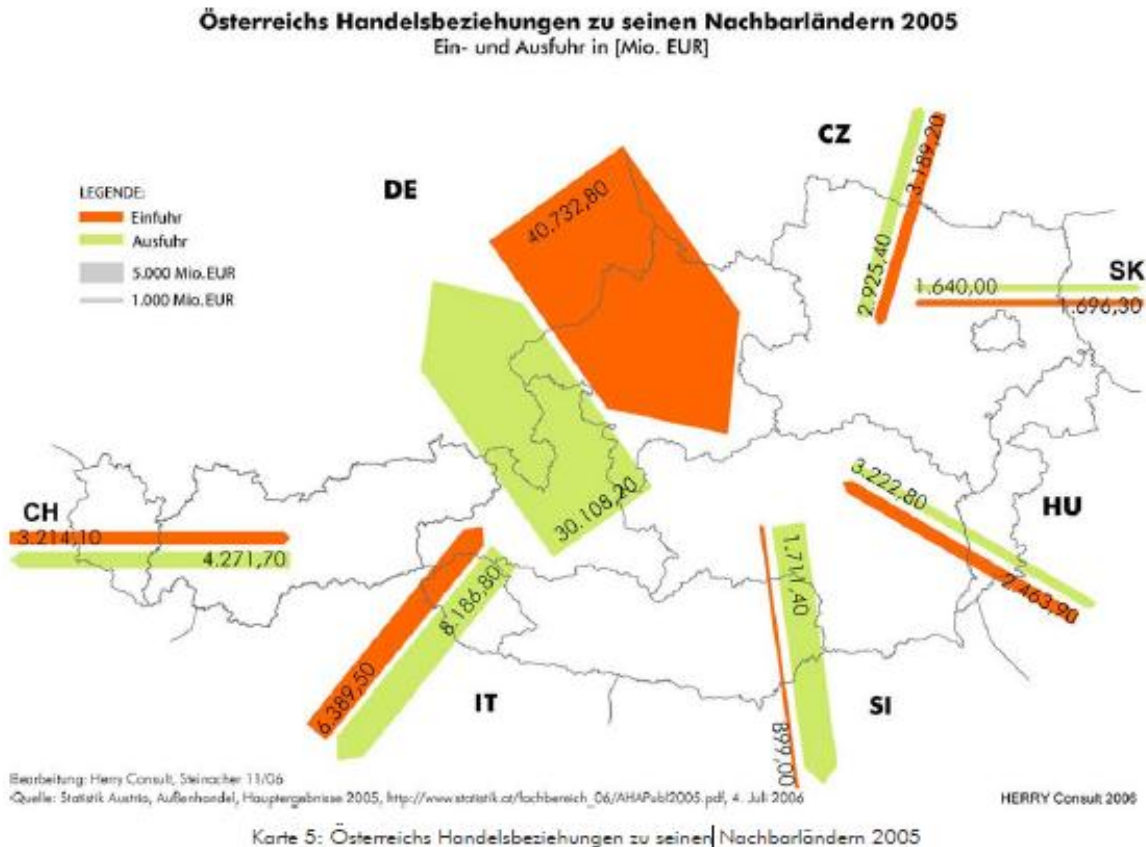 Österreichs Handelsbeziehungen zu seinen Nachbarländern 2005
Ein- und Ausfuhr in [Mio. EUR]
CZ
DE
LEGENDE:
Einfuhr
Ausfuhr
5.000 Mio.EUR
1.000 Mio.EUR
40.732,80
3.189,20
2.925,40
SK
1.640,00
1.696,30
30.108,20
CH
3.214,10
4.271,70
3.222,80
HU
2.463,90
8.186,80
6.389,50
IT
1.711,40
899,00
SI
Bearbeitung: Herry Consult, Steinacher 11/06
Quelle: Statistik Austria, Außenhandel, Hauptergebnisse 2005, http://www.statistik.at/fachbereich_06/AHAPubl2005.pdf, 4. Juli 2006
HERRY Consult 2006
Karte 5: Österreichs Handelsbeziehungen zu seinen Nachbarländern 2005